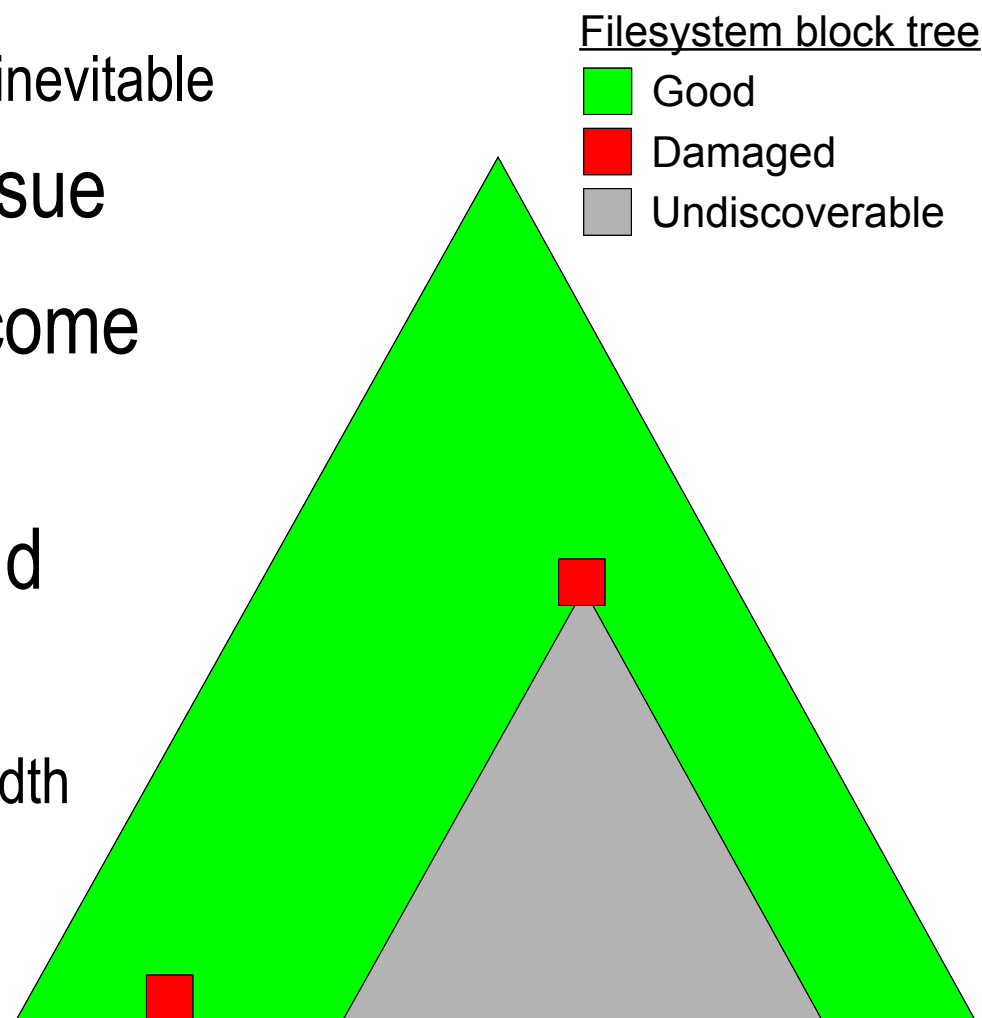 Filesystem block tree
Good
Damaged
Undiscoverable
inevitable
sue
come
d
dth